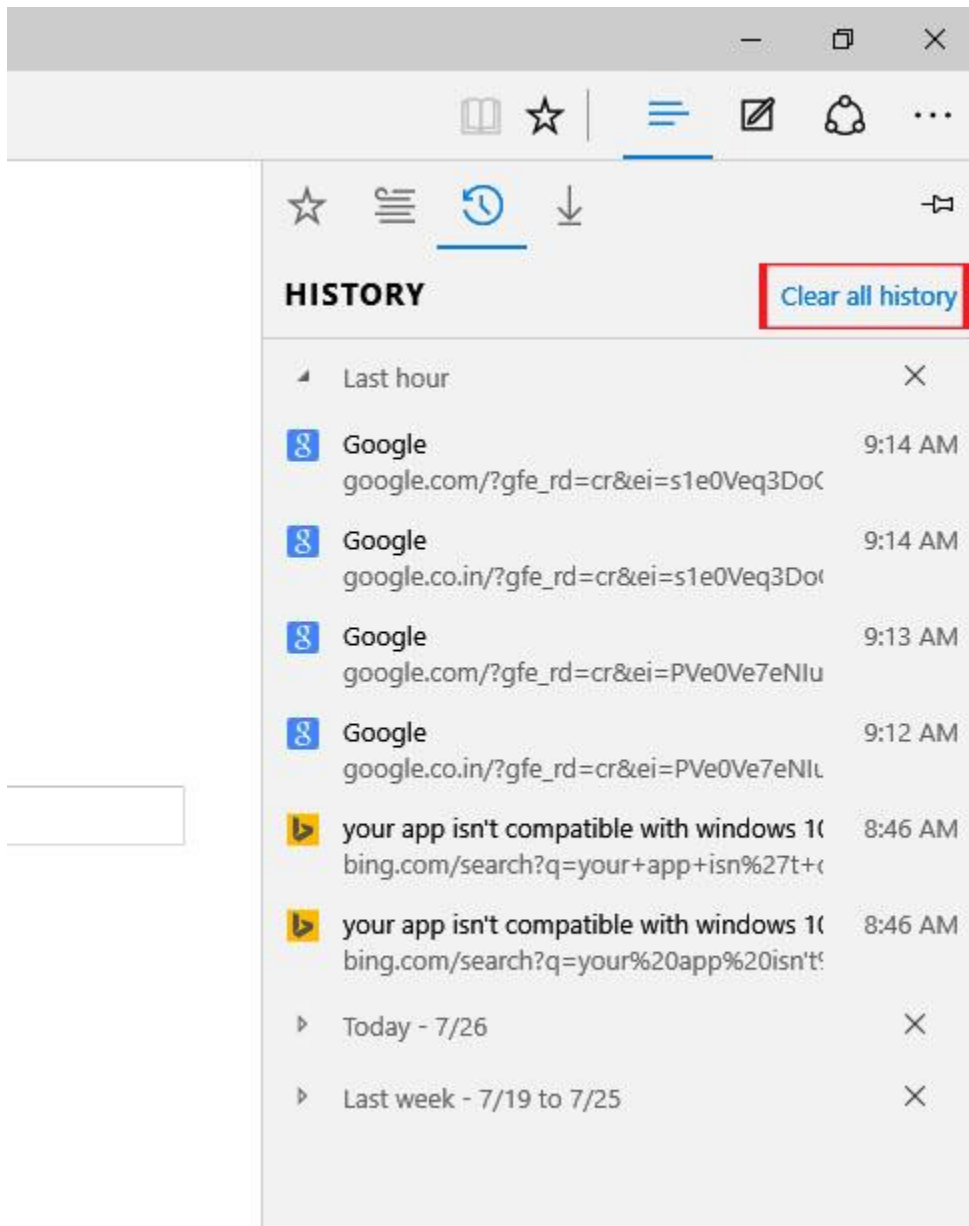 HISTORY Clear all history
Last hour
Google 9:14 AM
google.com/?gfe_rd=cr&ei=s1e0Veq3Do
Google 9:14 AM
google.co.in/?gfe_rd=cr&ei=s1e0Veq3Do
Google 9:13 AM
google.com/?gfe_rd=cr&ei=PVe0Ve7eNIu
Google 9:12 AM
google.co.in/?gfe_rd=cr&ei=PVe0Ve7eNIu
your app isn't compatible with windows 10 8:46 AM
bing.com/search?q=your+app+isn%27t+
your app isn't compatible with windows 10 8:46 AM
bing.com/search?q=your%20app%20isn't
Today - 7/26
Last week - 7/19 to 7/25